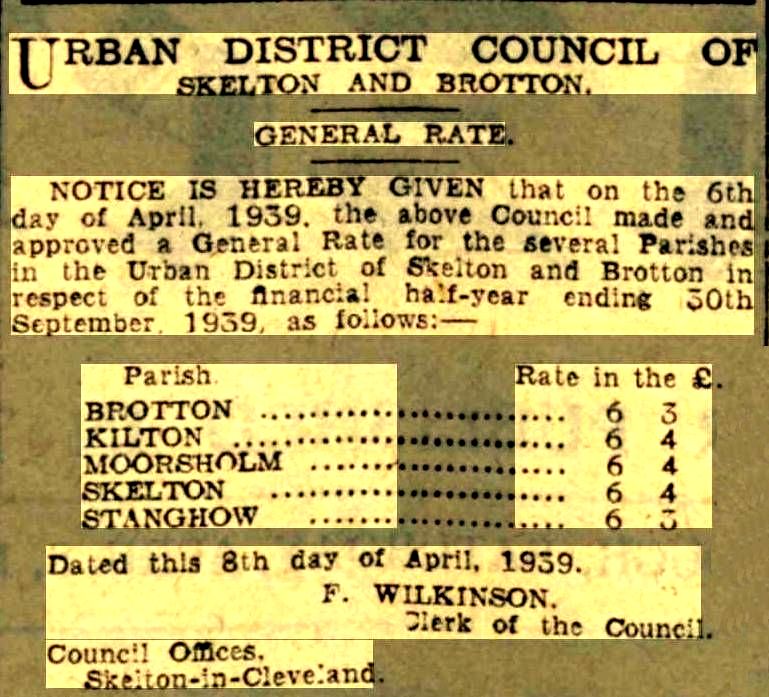 URBAN DISTRICT COUNCIL OF
SKELTON AND BROTTON.
GENERAL RATE.
NOTICE IS HEREBY GIVEN that on the 6th
day of April, 1939, the above Council made and
approved a General Rate for the several Parishes
in the Urban District of Skelton and Brotton in
respect of the financial half-year ending 30th
September, 1939, as follows:—
Parish. Rate in the £.
BROTTON .............................. 6 3
KILTON .............................. 6 4
MOORSHOLM .............................. 6 4
SKELTON .............................. 6 4
STANGHOW .............................. 6 3
Dated this 8th day of April, 1939.
F. WILKINSON,
Clerk of the Council.
Council Offices,
Skelton-in-Cleveland.